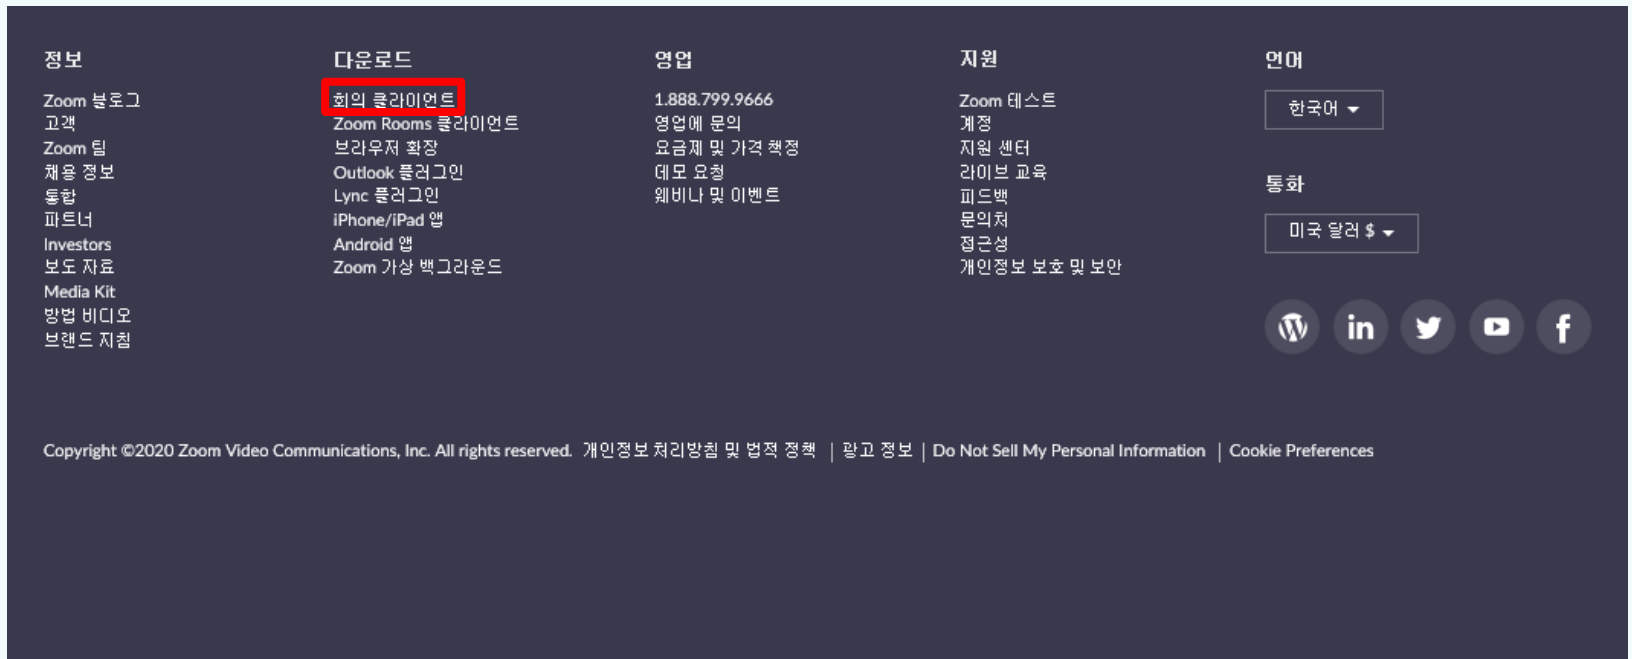 정보
Zoom 블로그
고객
Zoom 팀
채용 정보
통합
파트너
Investors
보도 자료
Media Kit
방법 비디오
브랜드 지침
다운로드
회의 클라이언트
Zoom Rooms 클라이언트
브라우저 확장
Outlook 플러그인
Lync 플러그인
iPhone/iPad 앱
Android 앱
Zoom 가상 백그라운드
영업
1.888.799.9666
영업에 문의
요금제 및 가격 책정
데모 요청
웨비나 및 이벤트
지원
Zoom 테스트
계정
지원 센터
라이브 교육
피드백
문의처
접근성
개인정보 보호 및 보안
언어
한국어
통화
미국 달러 $
in
f
Copyright ©2020 Zoom Video Communications, Inc. All rights reserved. 개인정보 처리방침 및 법적 정책 | 광고 정보 | Do Not Sell My Personal Information | Cookie Preferences